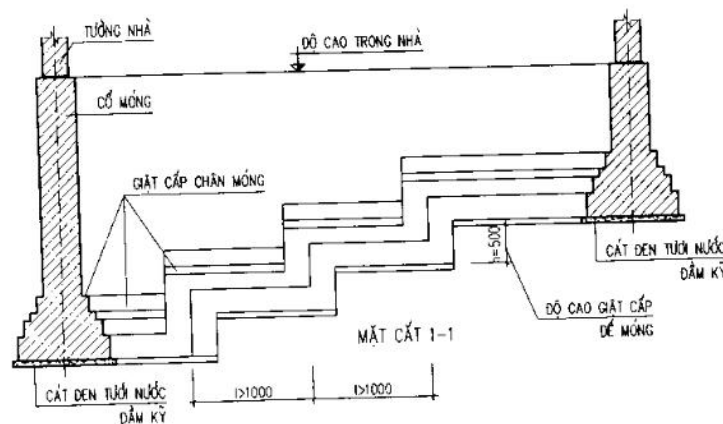 TƯỜNG NHÀ
ĐỘ CAO TRONG NHÀ
CỔ MÓNG
GIẬT CẤP CHÂN MÓNG
h=500
CÁT ĐEN TƯỚI NƯỚC
ĐẦM KỸ
ĐỘ CAO GIẬT CẤP
ĐẾ MÓNG
MẶT CẮT 1-1
CÁT ĐEN TƯỚI NƯỚC
ĐẦM KỸ
l>1000
l>1000